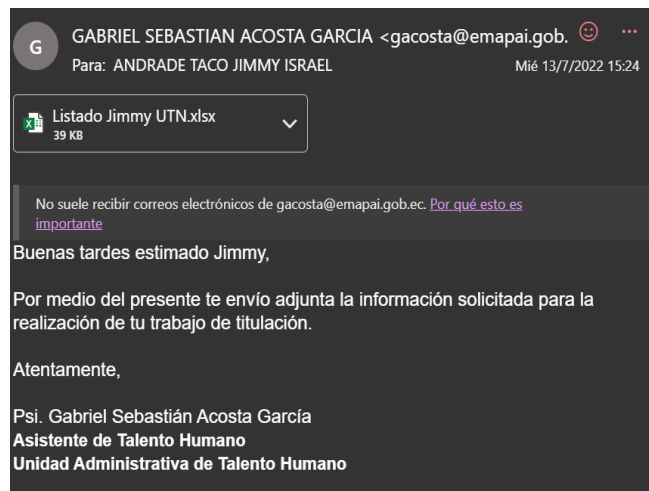 G
GABRIEL SEBASTIAN ACOSTA GARCIA <gacosta@emapai.gob.
Para: ANDRADE TACO JIMMY ISRAEL
Mié 13/7/2022 15:24
Listado Jimmy UTN.xlsx
39 KB
No suele recibir correos electrónicos de gacosta@emapai.gob.ec. Por qué esto es
importante
Buenas tardes estimado Jimmy,
Por medio del presente te envío adjunta la información solicitada para la
realización de tu trabajo de titulación.
Atentamente,
Psi. Gabriel Sebastián Acosta García
Asistente de Talento Humano
Unidad Administrativa de Talento Humano